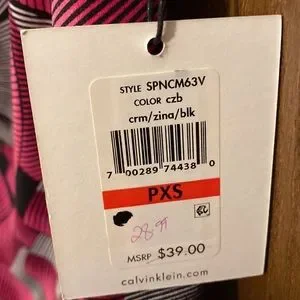 STYLE SPNCM63V
COLOR czb
crm/zina/blk
7 00289 74438 0
PXS
28.99
MSRP $39.00
calvinklein.com